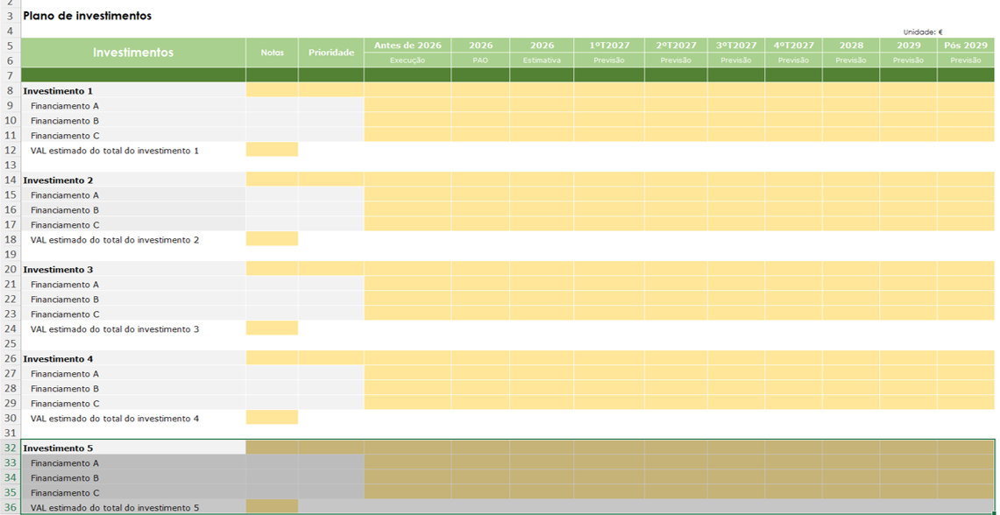 2
3 Plano de investimentos
4 Unidade: €
5 Investimentos Notas Prioridade Antes de 2026 2026 2026 1ºT2027 2ºT2027 3ºT2027 4ºT2027 2028 2029 Pós 2029
6 Execução PAO Estimativa Previsão Previsão Previsão Previsão Previsão Previsão Previsão
7
8 Investimento 1
9 Financiamento A
10 Financiamento B
11 Financiamento C
12 VAL estimado do total do investimento 1
13
14 Investimento 2
15 Financiamento A
16 Financiamento B
17 Financiamento C
18 VAL estimado do total do investimento 2
19
20 Investimento 3
21 Financiamento A
22 Financiamento B
23 Financiamento C
24 VAL estimado do total do investimento 3
25
26 Investimento 4
27 Financiamento A
28 Financiamento B
29 Financiamento C
30 VAL estimado do total do investimento 4
31
32 Investimento 5
33 Financiamento A
34 Financiamento B
35 Financiamento C
36 VAL estimado do total do investimento 5